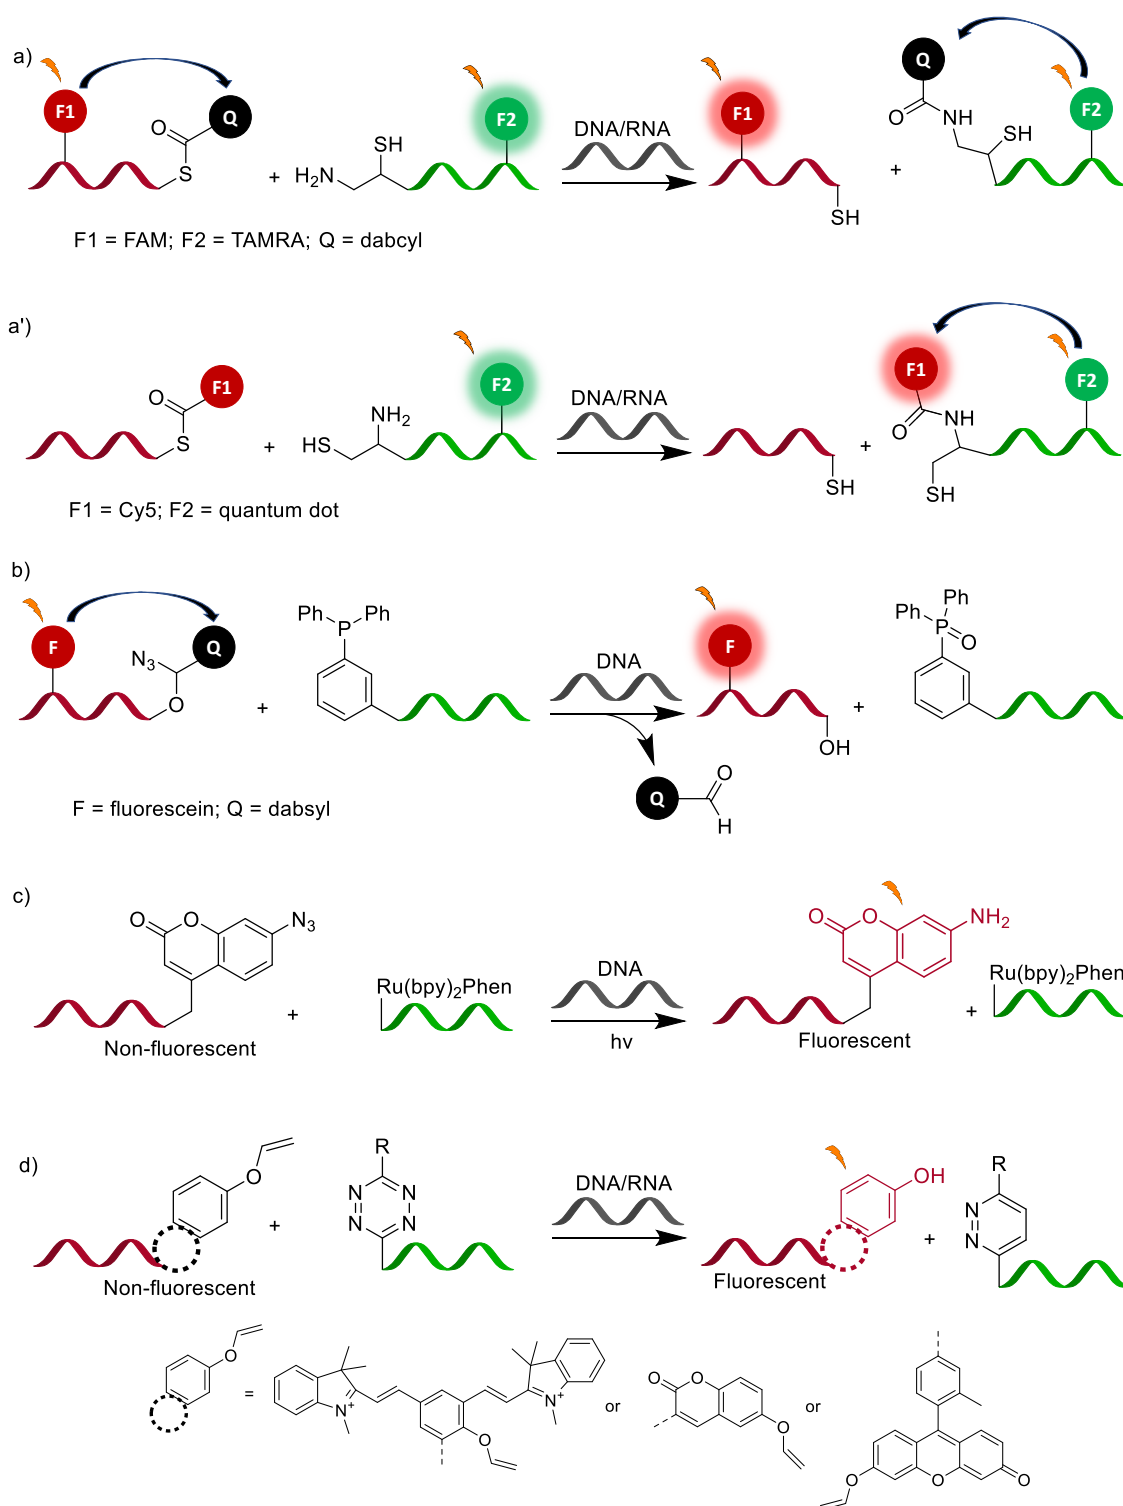 a)
F1
Q
O
S
+
H₂N
SH
F2
DNA/RNA
F1
SH
+
Q
O
NH
SH
F2
F1 = FAM; F2 = TAMRA; Q = dabcyl
a')
O
F1
S
+
HS
NH₂
F2
DNA/RNA
SH
+
F1
O
NH
SH
F2
F1 = Cy5; F2 = quantum dot
b)
F
N₃
Q
O
+
Ph
Ph
P
DNA
F
OH
+
Ph
Ph
P
O
Q
O
H
F = fluorescein; Q = dabsyl
c)
O
O
N₃
Non-fluorescent
+
Ru(bpy)₂Phen
DNA
hv
O
O
NH₂
Fluorescent
+
Ru(bpy)₂Phen
d)
O
Non-fluorescent
+
R
N
N
N
N
DNA/RNA
OH
Fluorescent
+
R
N
N
O
=
N⁺
O
N⁺
or
O
O
O
or
O
O
O